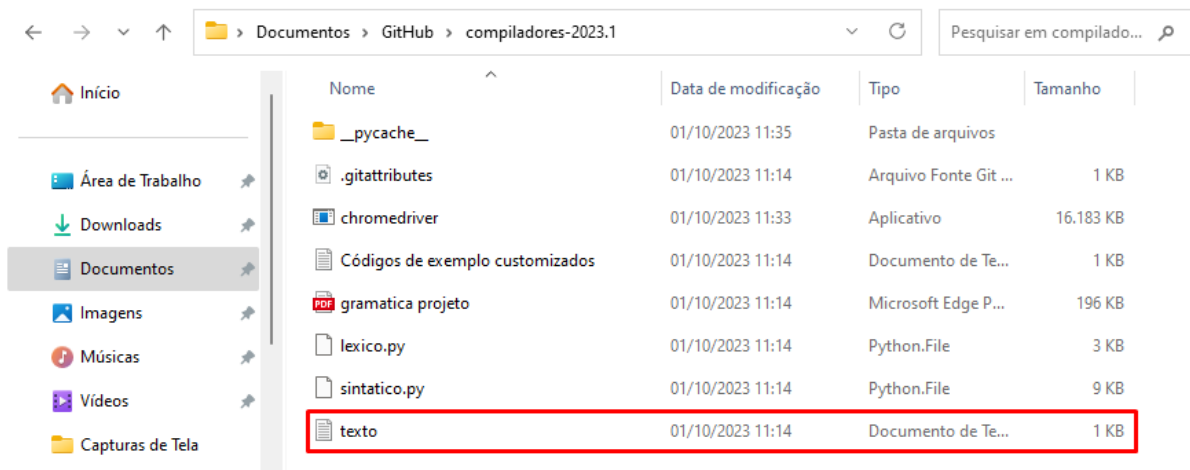 Documentos > GitHub > compiladores-2023.1
Pesquisar em compilado...
Início
Área de Trabalho
Downloads
Documentos
Imagens
Músicas
Vídeos
Capturas de Tela
Nome Data de modificação Tipo Tamanho
__pycache__ 01/10/2023 11:35 Pasta de arquivos
.gitattributes 01/10/2023 11:14 Arquivo Fonte Git ... 1 KB
chromedriver 01/10/2023 11:33 Aplicativo 16.183 KB
Códigos de exemplo customizados 01/10/2023 11:14 Documento de Te... 1 KB
PDF gramatica projeto 01/10/2023 11:14 Microsoft Edge P... 196 KB
lexico.py 01/10/2023 11:14 Python.File 3 KB
sintatico.py 01/10/2023 11:14 Python.File 9 KB
texto 01/10/2023 11:14 Documento de Te... 1 KB